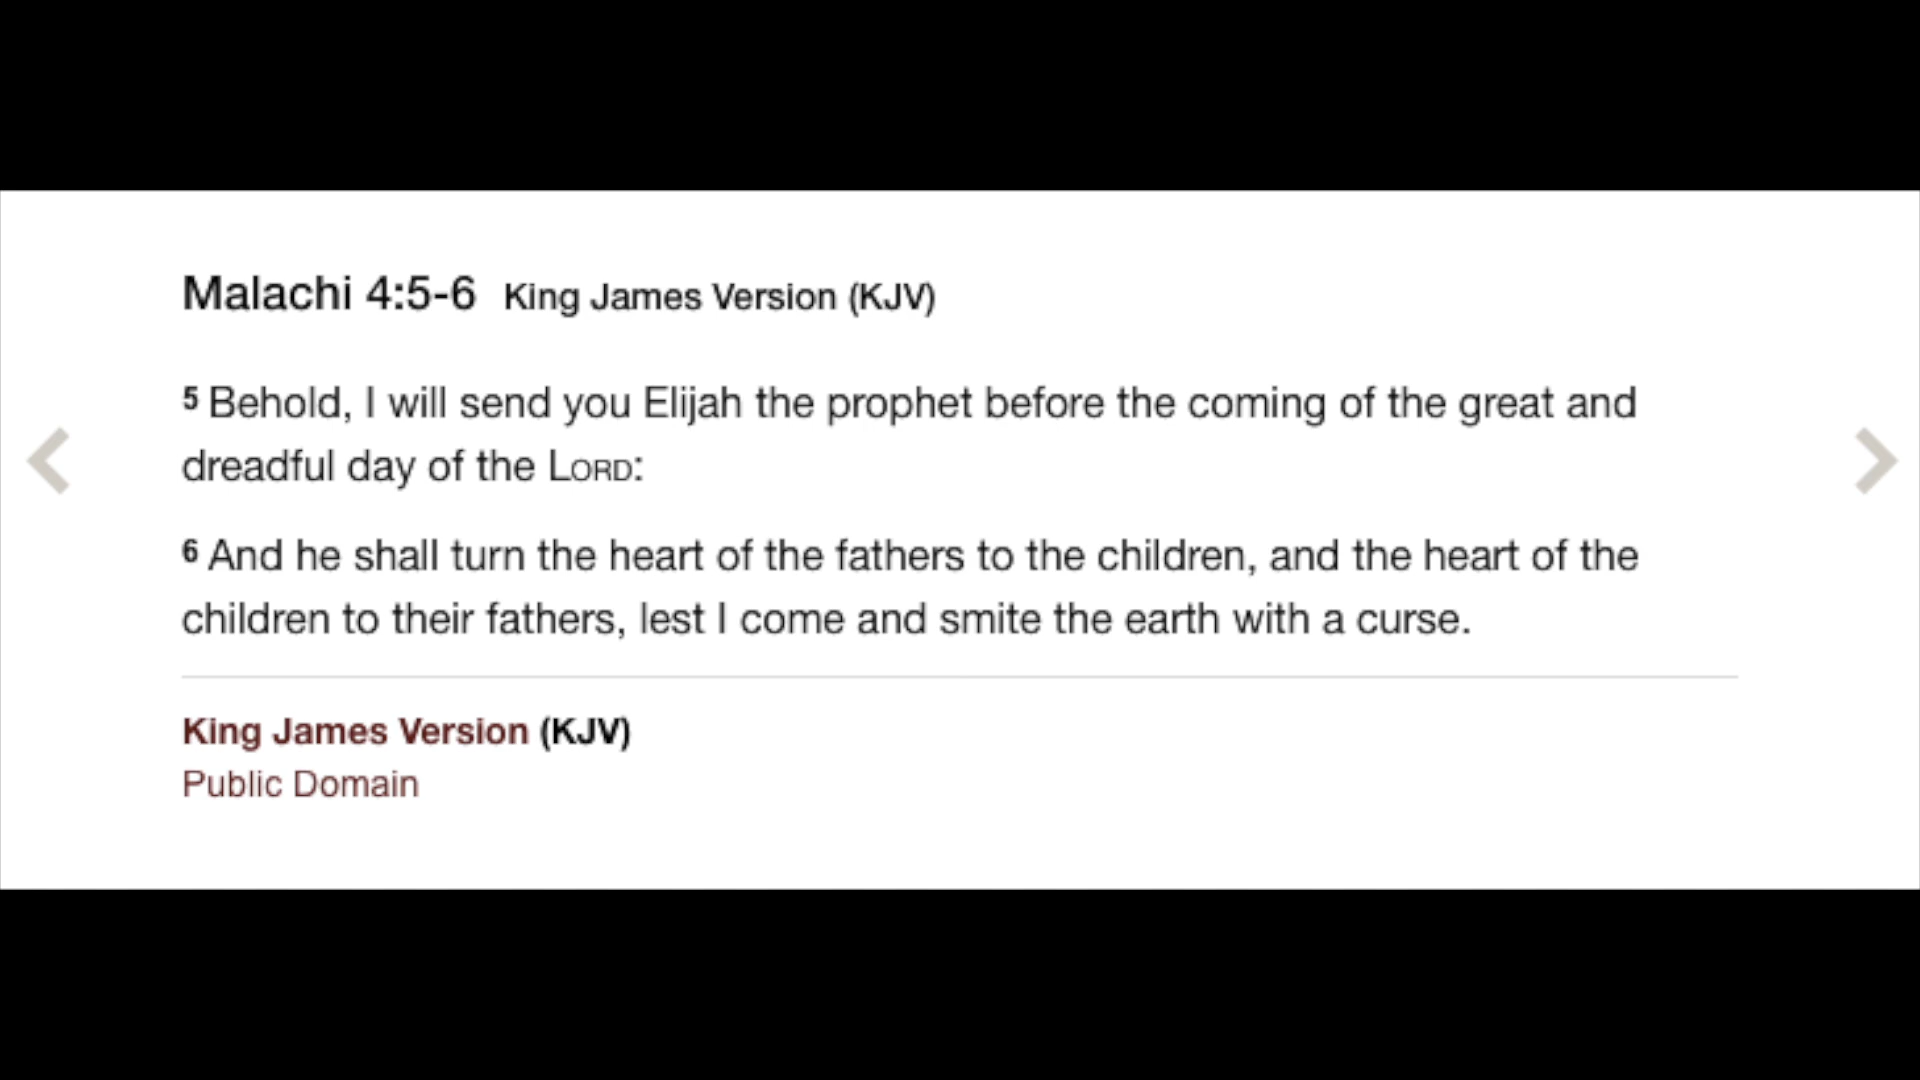 Malachi 4:5-6 King James Version (KJV)
5 Behold, I will send you Elijah the prophet before the coming of the great and
dreadful day of the LORD:
6 And he shall turn the heart of the fathers to the children, and the heart of the
children to their fathers, lest I come and smite the earth with a curse.
King James Version (KJV)
Public Domain